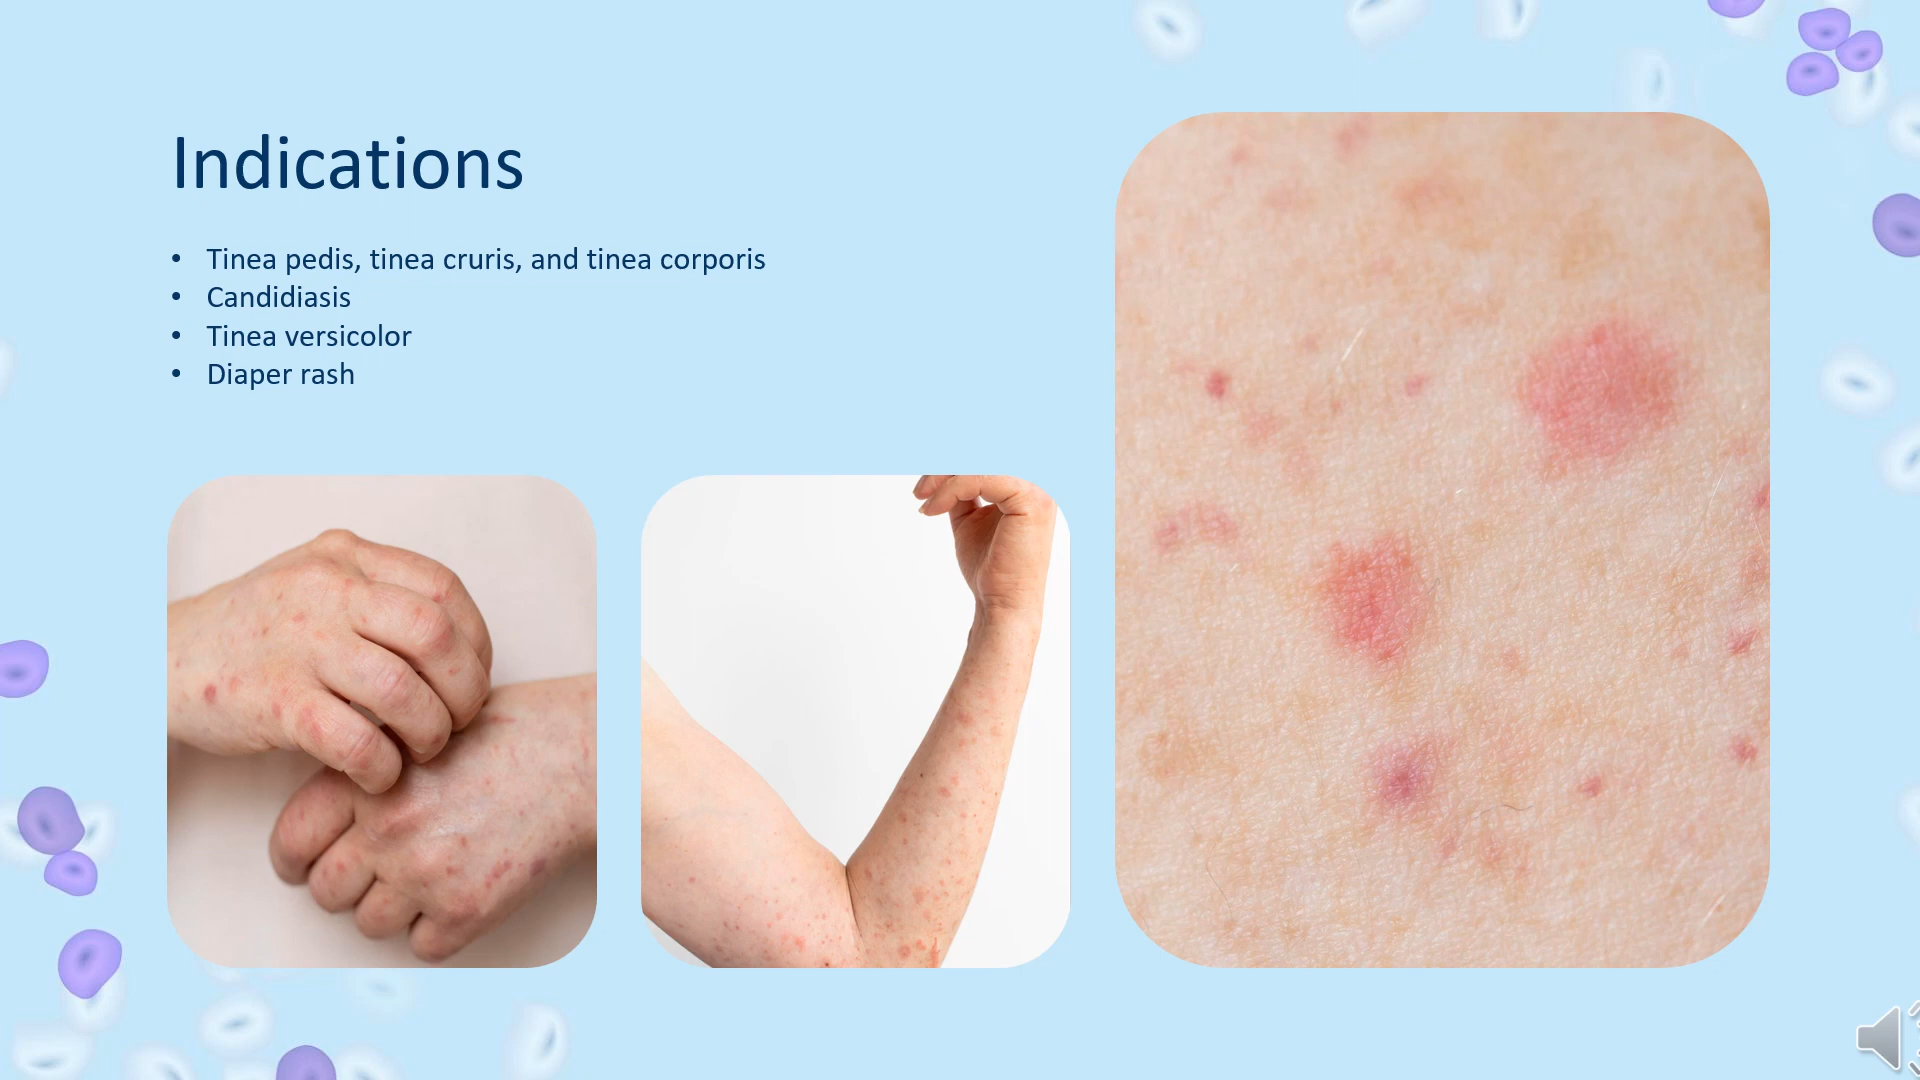 Indications
• Tinea pedis, tinea cruris, and tinea corporis
• Candidiasis
• Tinea versicolor
• Diaper rash